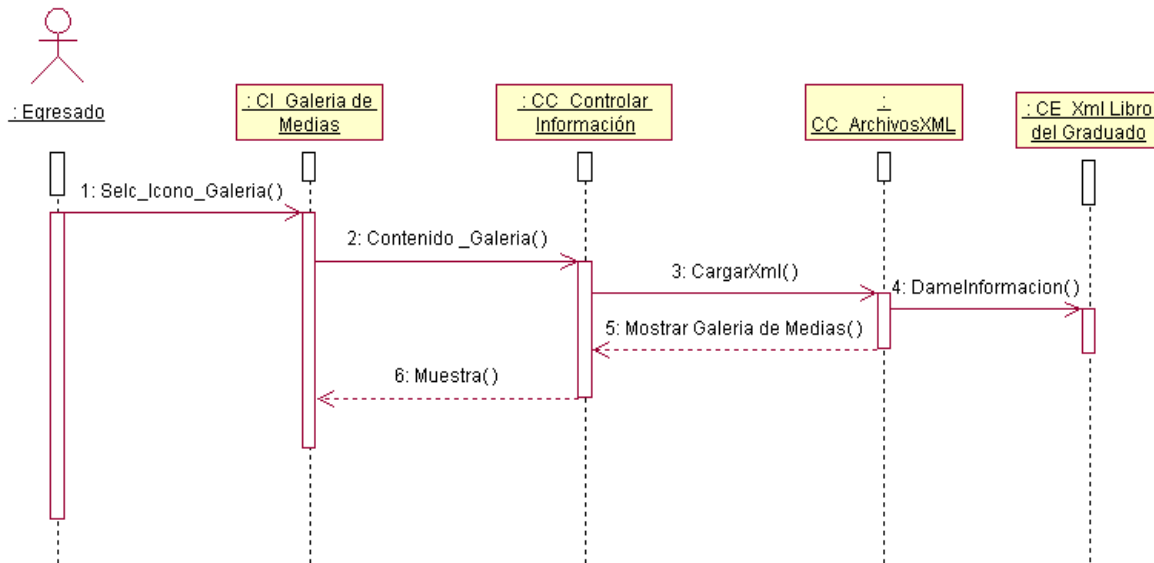 : Egresado
: CI_Galeria de
Medias
: CC_Controlar
Información
:
CC_ArchivosXML
: CE_Xml Libro
del Graduado
1: Selc_Icono_Galeria()
2: Contenido _Galeria()
3: CargarXml()
4: DameInformacion()
5: Mostrar Galeria de Medias()
6: Muestra()